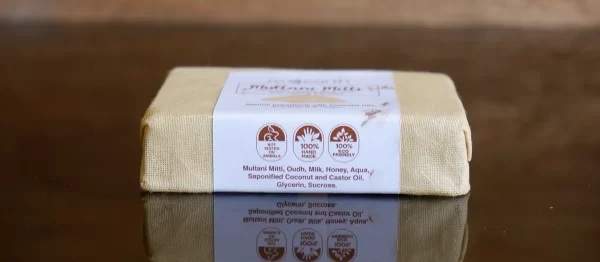 Multani Mitti
NOT
TESTED
ON
ANIMALS
100%
HAND
MADE
100%
ECO
FRIENDLY
Multani Mitti, Oudh, Milk, Honey, Aqua,
Saponified Coconut and Castor Oil,
Glycerin, Sucrose.